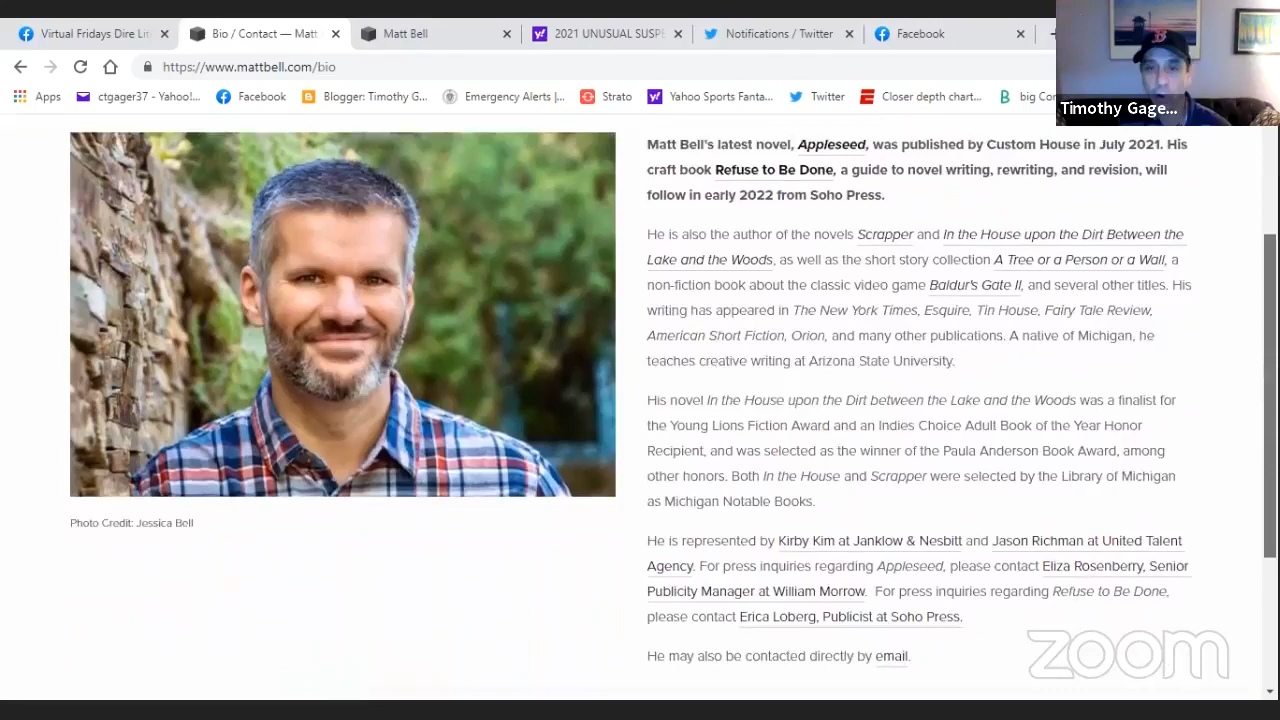 Virtual Fridays Dire Lit
Bio / Contact — Matt
Matt Bell
2021 UNUSUAL SUSPE
Notifications / Twitter
Facebook
https://www.mattbell.com/bio
Apps
ctgager37 - Yahoo!...
Facebook
Blogger: Timothy G...
Emergency Alerts |...
Strato
Yahoo Sports Fanta...
Twitter
Closer depth chart...
big Co
Timothy Gage...
Matt Bell's latest novel, Appleseed, was published by Custom House in July 2021. His
craft book Refuse to Be Done, a guide to novel writing, rewriting, and revision, will
follow in early 2022 from Soho Press.
He is also the author of the novels Scrapper and In the House upon the Dirt Between the
Lake and the Woods, as well as the short story collection A Tree or a Person or a Wall, a
non-fiction book about the classic video game Baldur's Gate II, and several other titles. His
writing has appeared in The New York Times, Esquire, Tin House, Fairy Tale Review,
American Short Fiction, Orion, and many other publications. A native of Michigan, he
teaches creative writing at Arizona State University.
His novel In the House upon the Dirt between the Lake and the Woods was a finalist for
the Young Lions Fiction Award and an Indies Choice Adult Book of the Year Honor
Recipient, and was selected as the winner of the Paula Anderson Book Award, among
other honors. Both In the House and Scrapper were selected by the Library of Michigan
as Michigan Notable Books.
He is represented by Kirby Kim at Janklow & Nesbitt and Jason Richman at United Talent
Agency. For press inquiries regarding Appleseed, please contact Eliza Rosenberry, Senior
Publicity Manager at William Morrow. For press inquiries regarding Refuse to Be Done,
please contact Erica Loberg, Publicist at Soho Press.
He may also be contacted directly by email.
Photo Credit: Jessica Bell
zoom